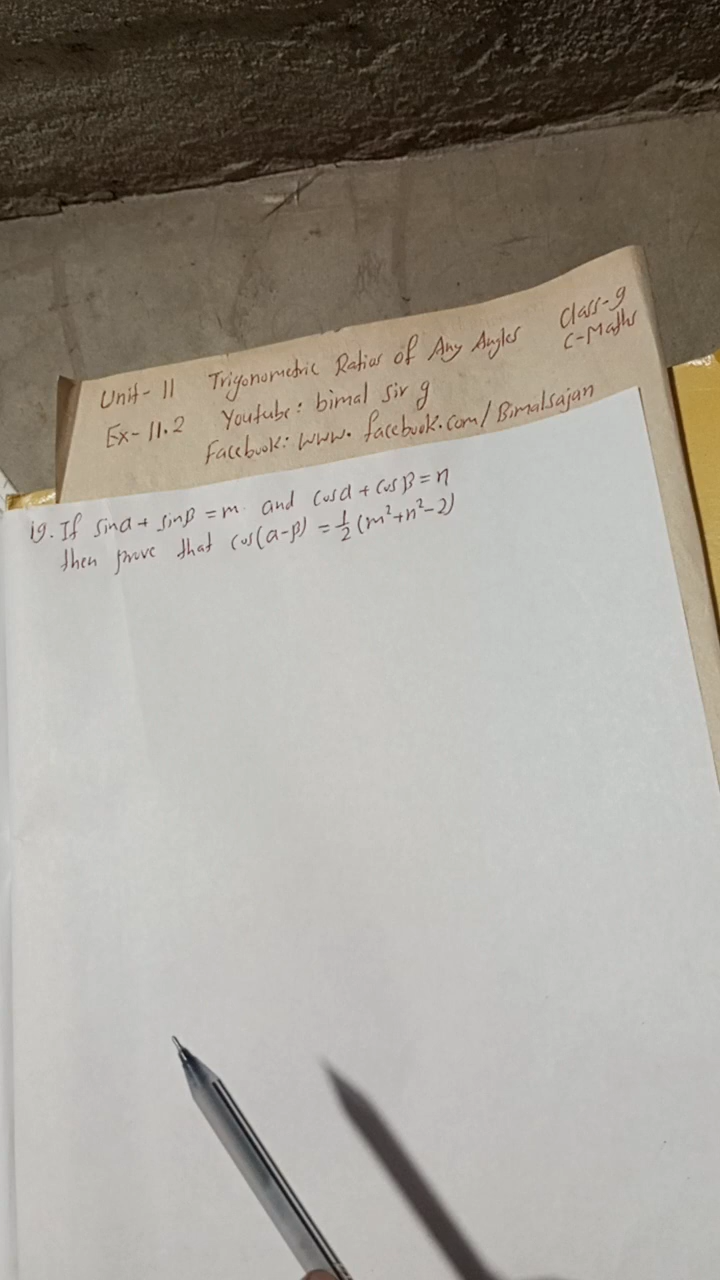 Unit- 11 Trigonometric Ratios of Any Angles Class-9
Ex- 11.2 Youtube: bimal sir g C-Maths
Facebook: www. facebook.com/Bimalsajan
19. If sinα + sinβ = m. and cosα + cosβ = n
then prove that cos(α-β) = 1/2 (m²+n²-2)